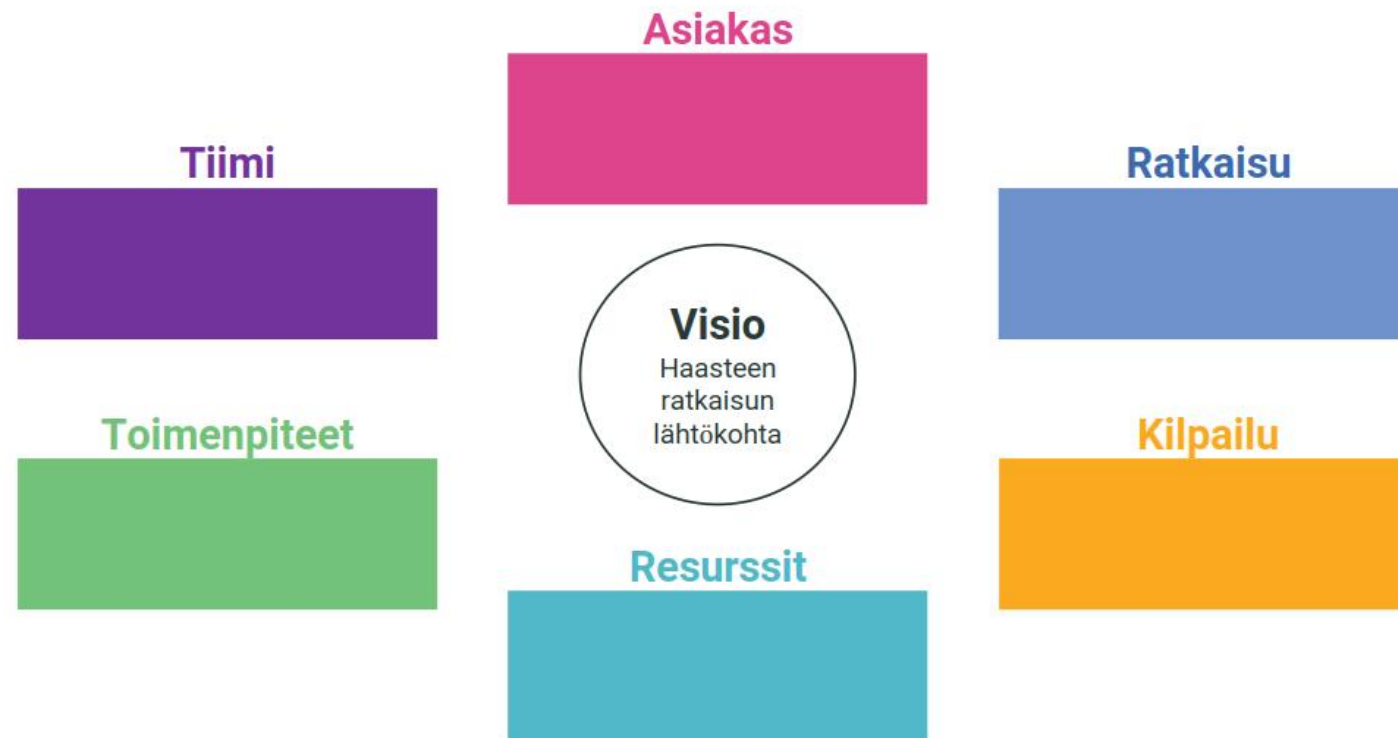 Asiakas
Tiimi
Ratkaisu
Visio
Haasteen
ratkaisun
lähtökohta
Toimenpiteet
Kilpailu
Resurssit